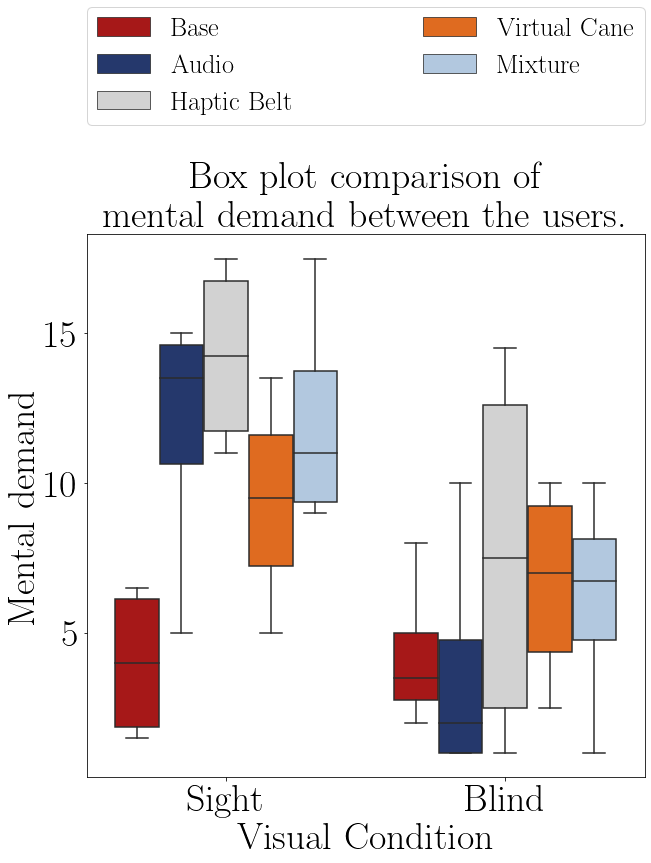 Base
Audio
Haptic Belt
Virtual Cane
Mixture
Box plot comparison of
mental demand between the users.
Mental demand
15
10
5
Sight
Blind
Visual Condition